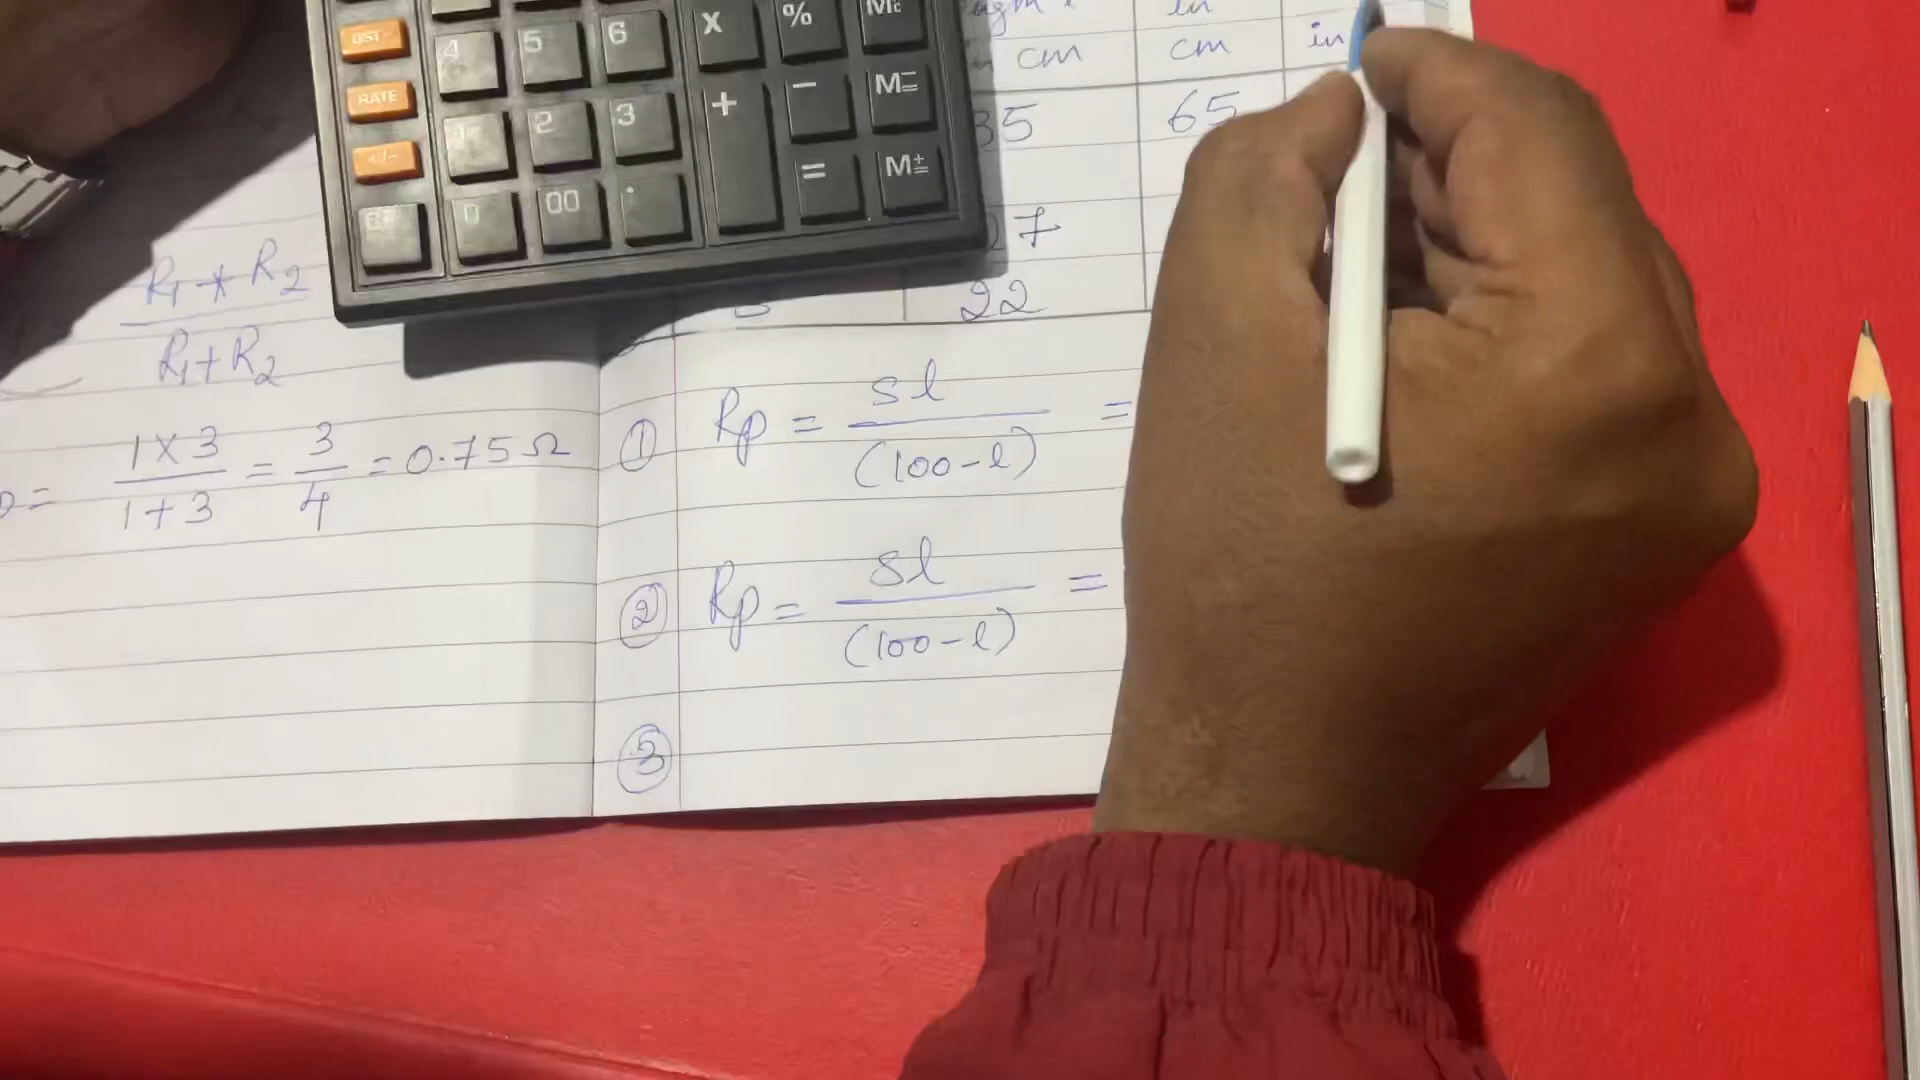 GST 4 5 6 X %
RATE 1 2 3 + − M=
+/− 0 00 . = M±
cm cm in
35 65
27
22
R1 * R2
R1 + R2
1 X 3
1 + 3
= 3
4
= 0.75 Ω
① Rp = Sl
(100 - l)
=
② Rp = Sl
(100 - l)
=
③